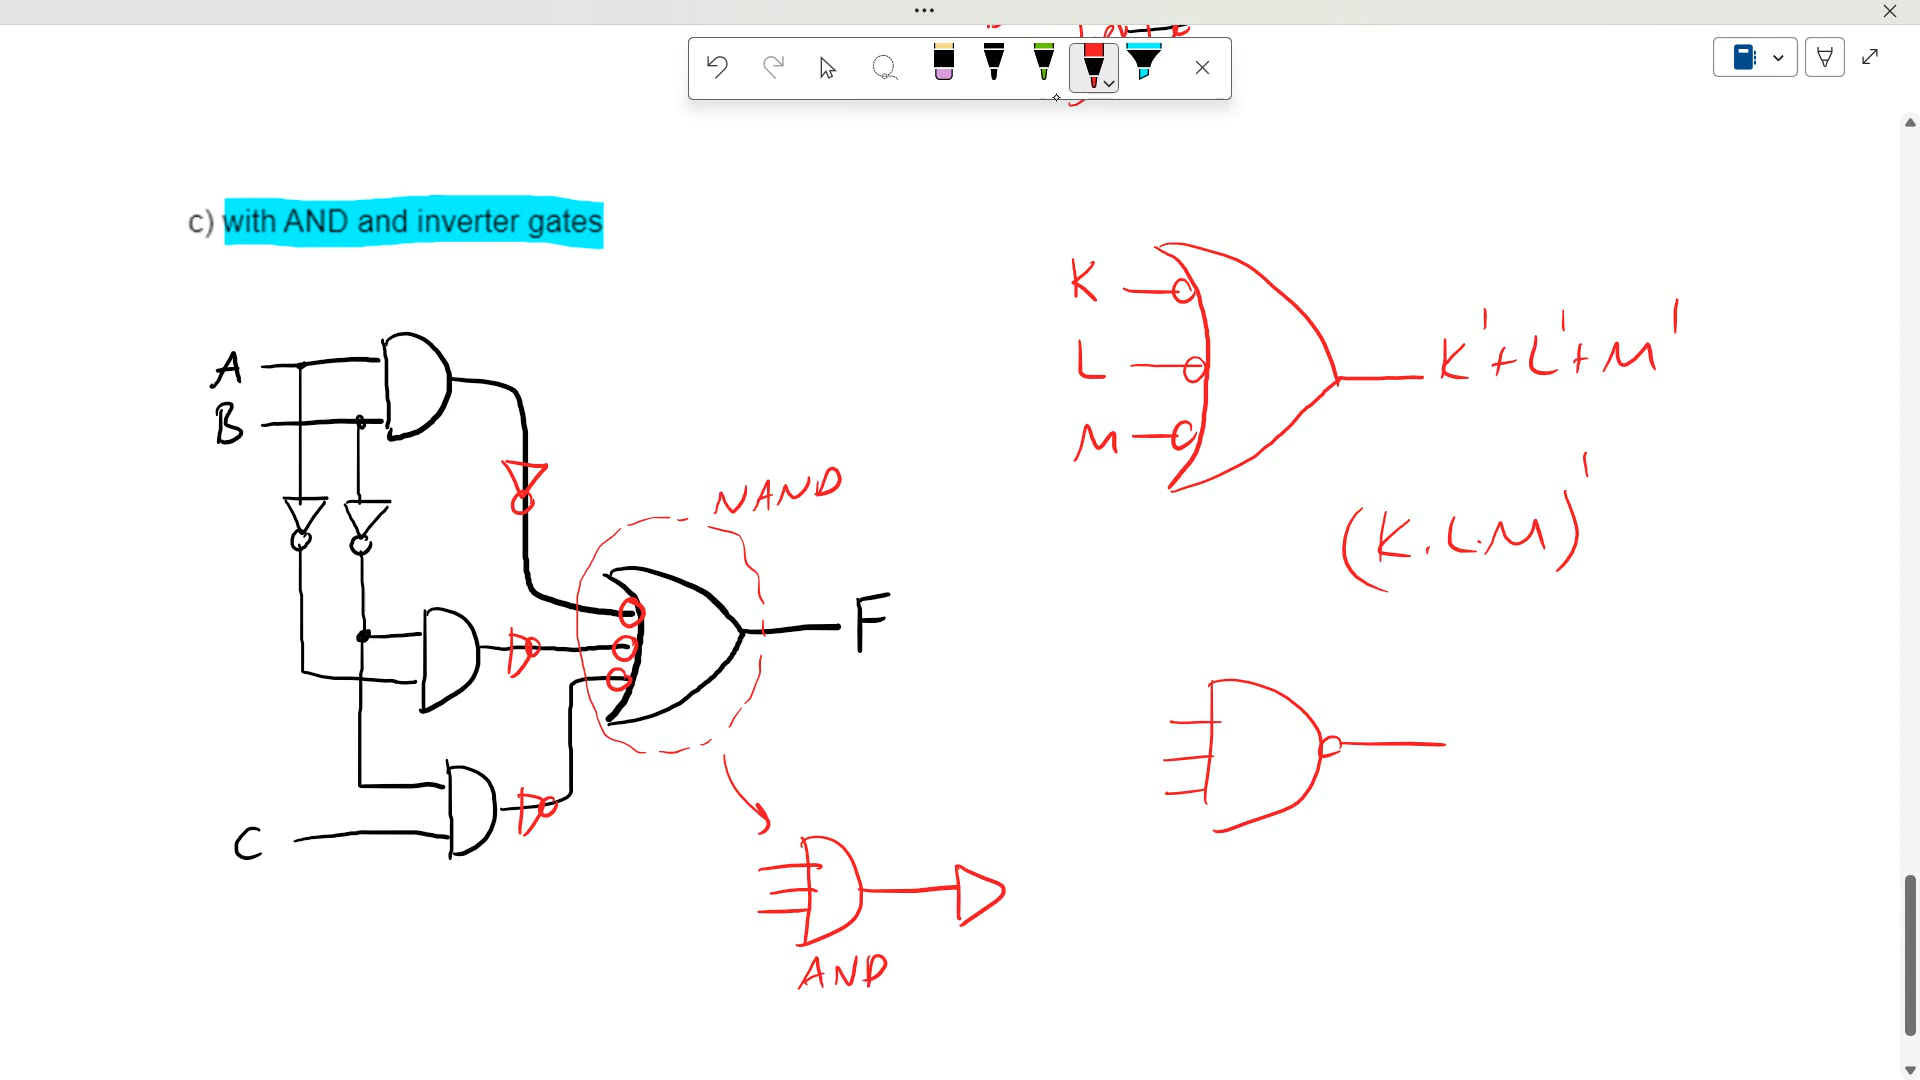 c) with AND and inverter gates
K
L
M
K'+L'+M'
A
B
NAND
(K.L.M)'
F
C
AND